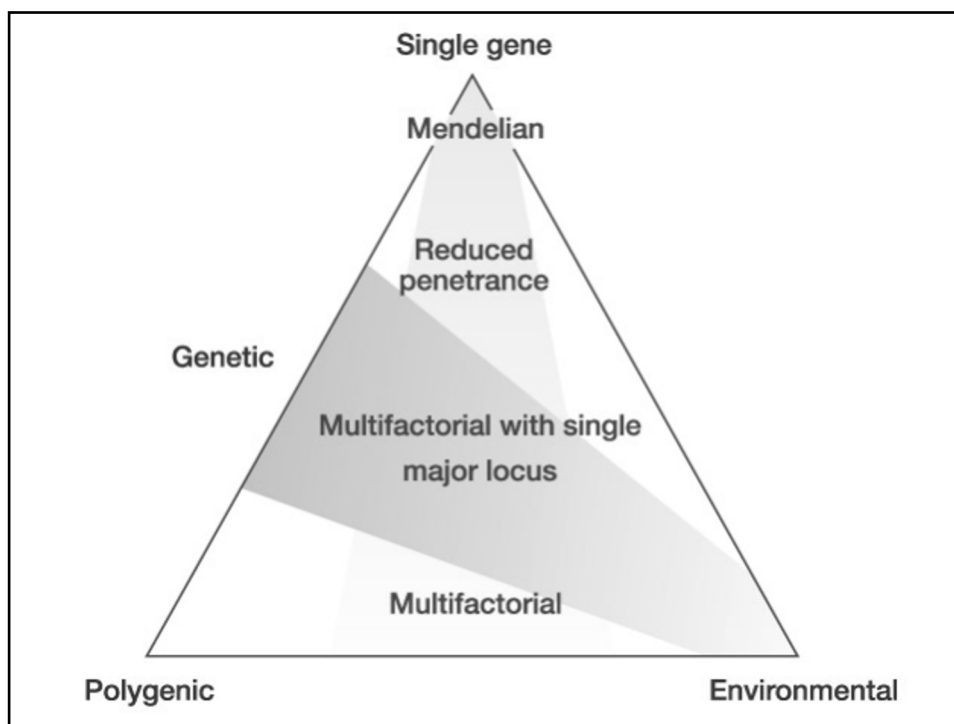 Single gene
Mendelian
Reduced
penetrance
Genetic
Multifactorial with single
major locus
Multifactorial
Polygenic
Environmental